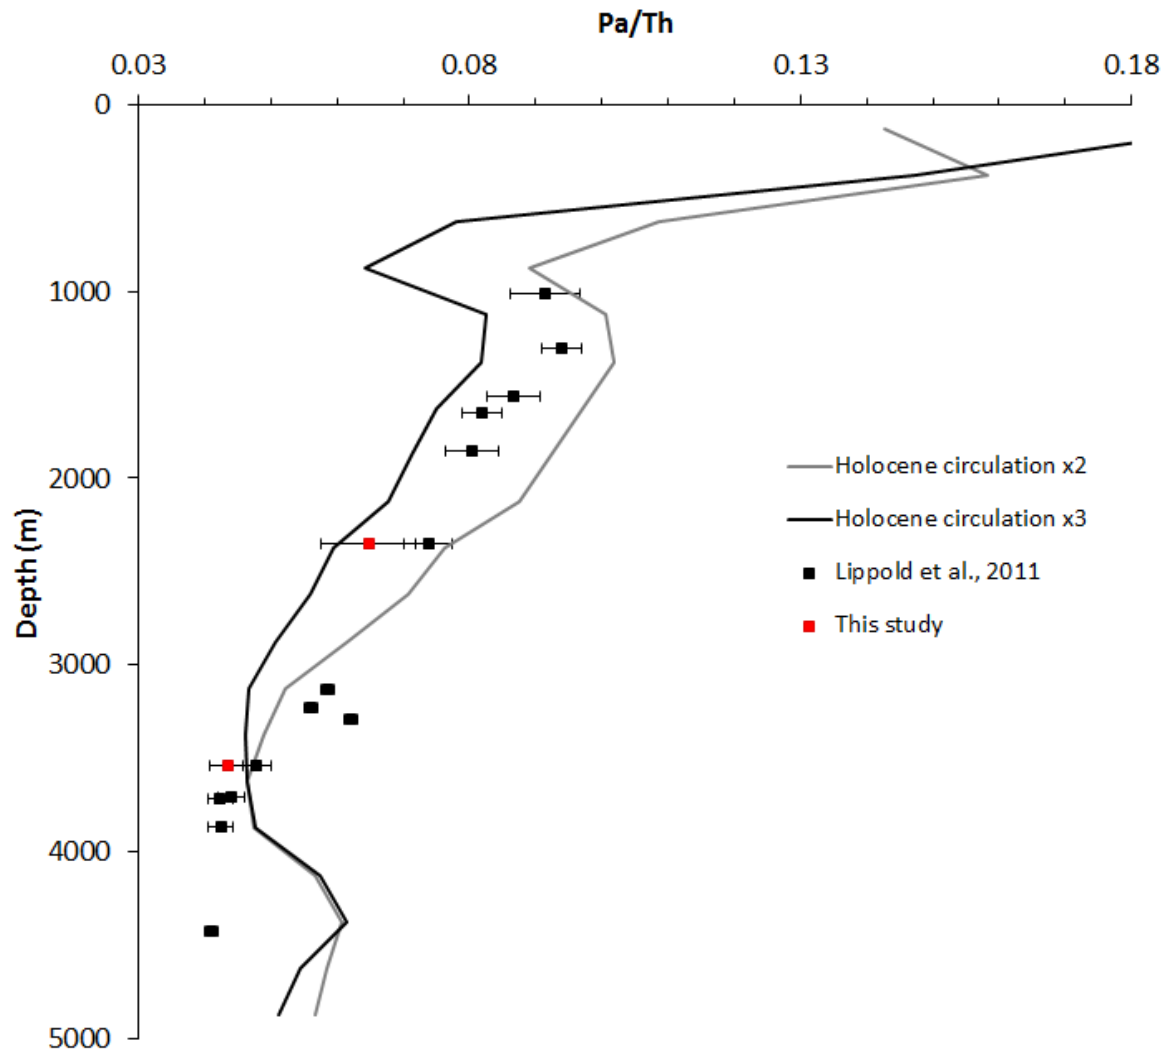 Pa/Th
0.03 0.08 0.13 0.18
0
1000
2000
3000
4000
5000
Depth (m)
Holocene circulation x2
Holocene circulation x3
Lippold et al., 2011
This study